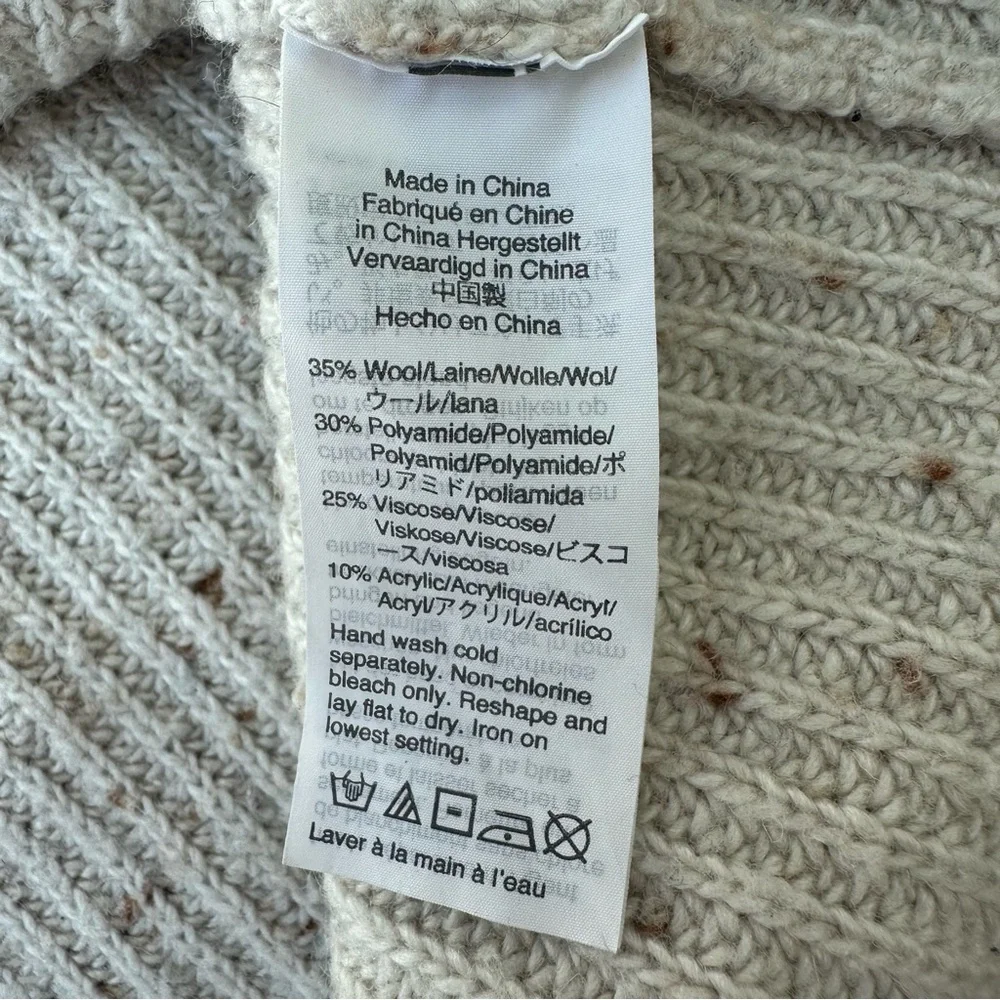 Made in China
Fabriqué en Chine
in China Hergestellt
Vervaardigd in China
中国製
Hecho en China
35% Wool/Laine/Wolle/Wol/
ウール/lana
30% Polyamide/Polyamide/
Polyamid/Polyamide/ポ
リアミド/poliamida
25% Viscose/Viscose/
Viskose/Viscose/ビスコ
ース/viscosa
10% Acrylic/Acrylique/Acryl/
Acryl/アクリル/acrílico
Hand wash cold
separately. Non-chlorine
bleach only. Reshape and
lay flat to dry. Iron on
lowest setting.
Laver à la main à l'eau